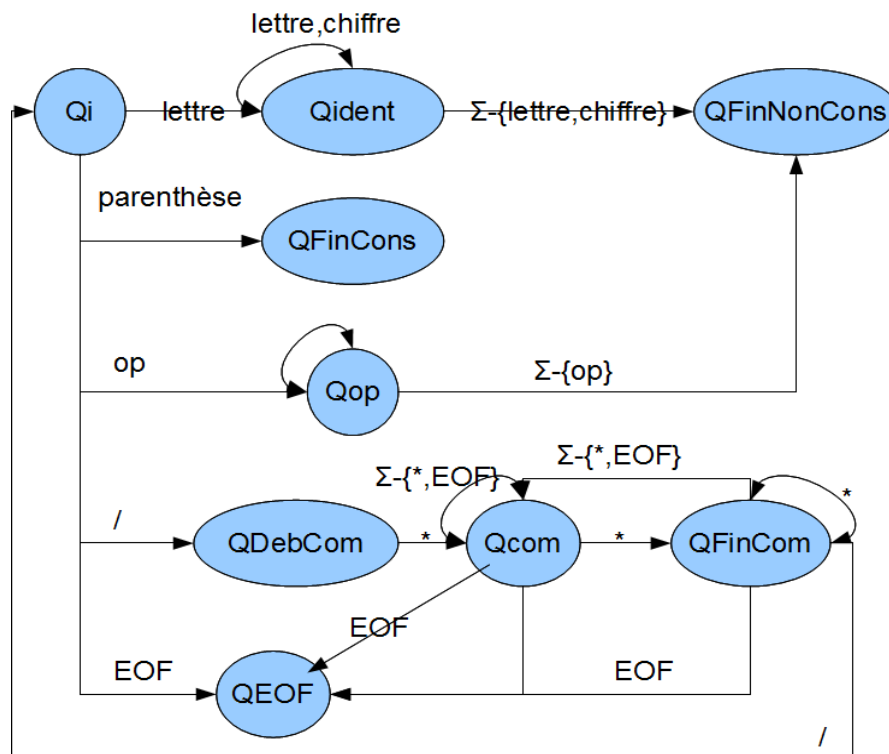 lettre,chiffre
Qi
lettre
Qident
Σ-{lettre,chiffre}
QFinNonCons
parenthèse
QFinCons
op
Qop
Σ-{op}
Σ-{*,EOF}
Σ-{*,EOF}
*
/
QDebCom
*
Qcom
*
QFinCom
EOF
EOF
QEOF
EOF
/